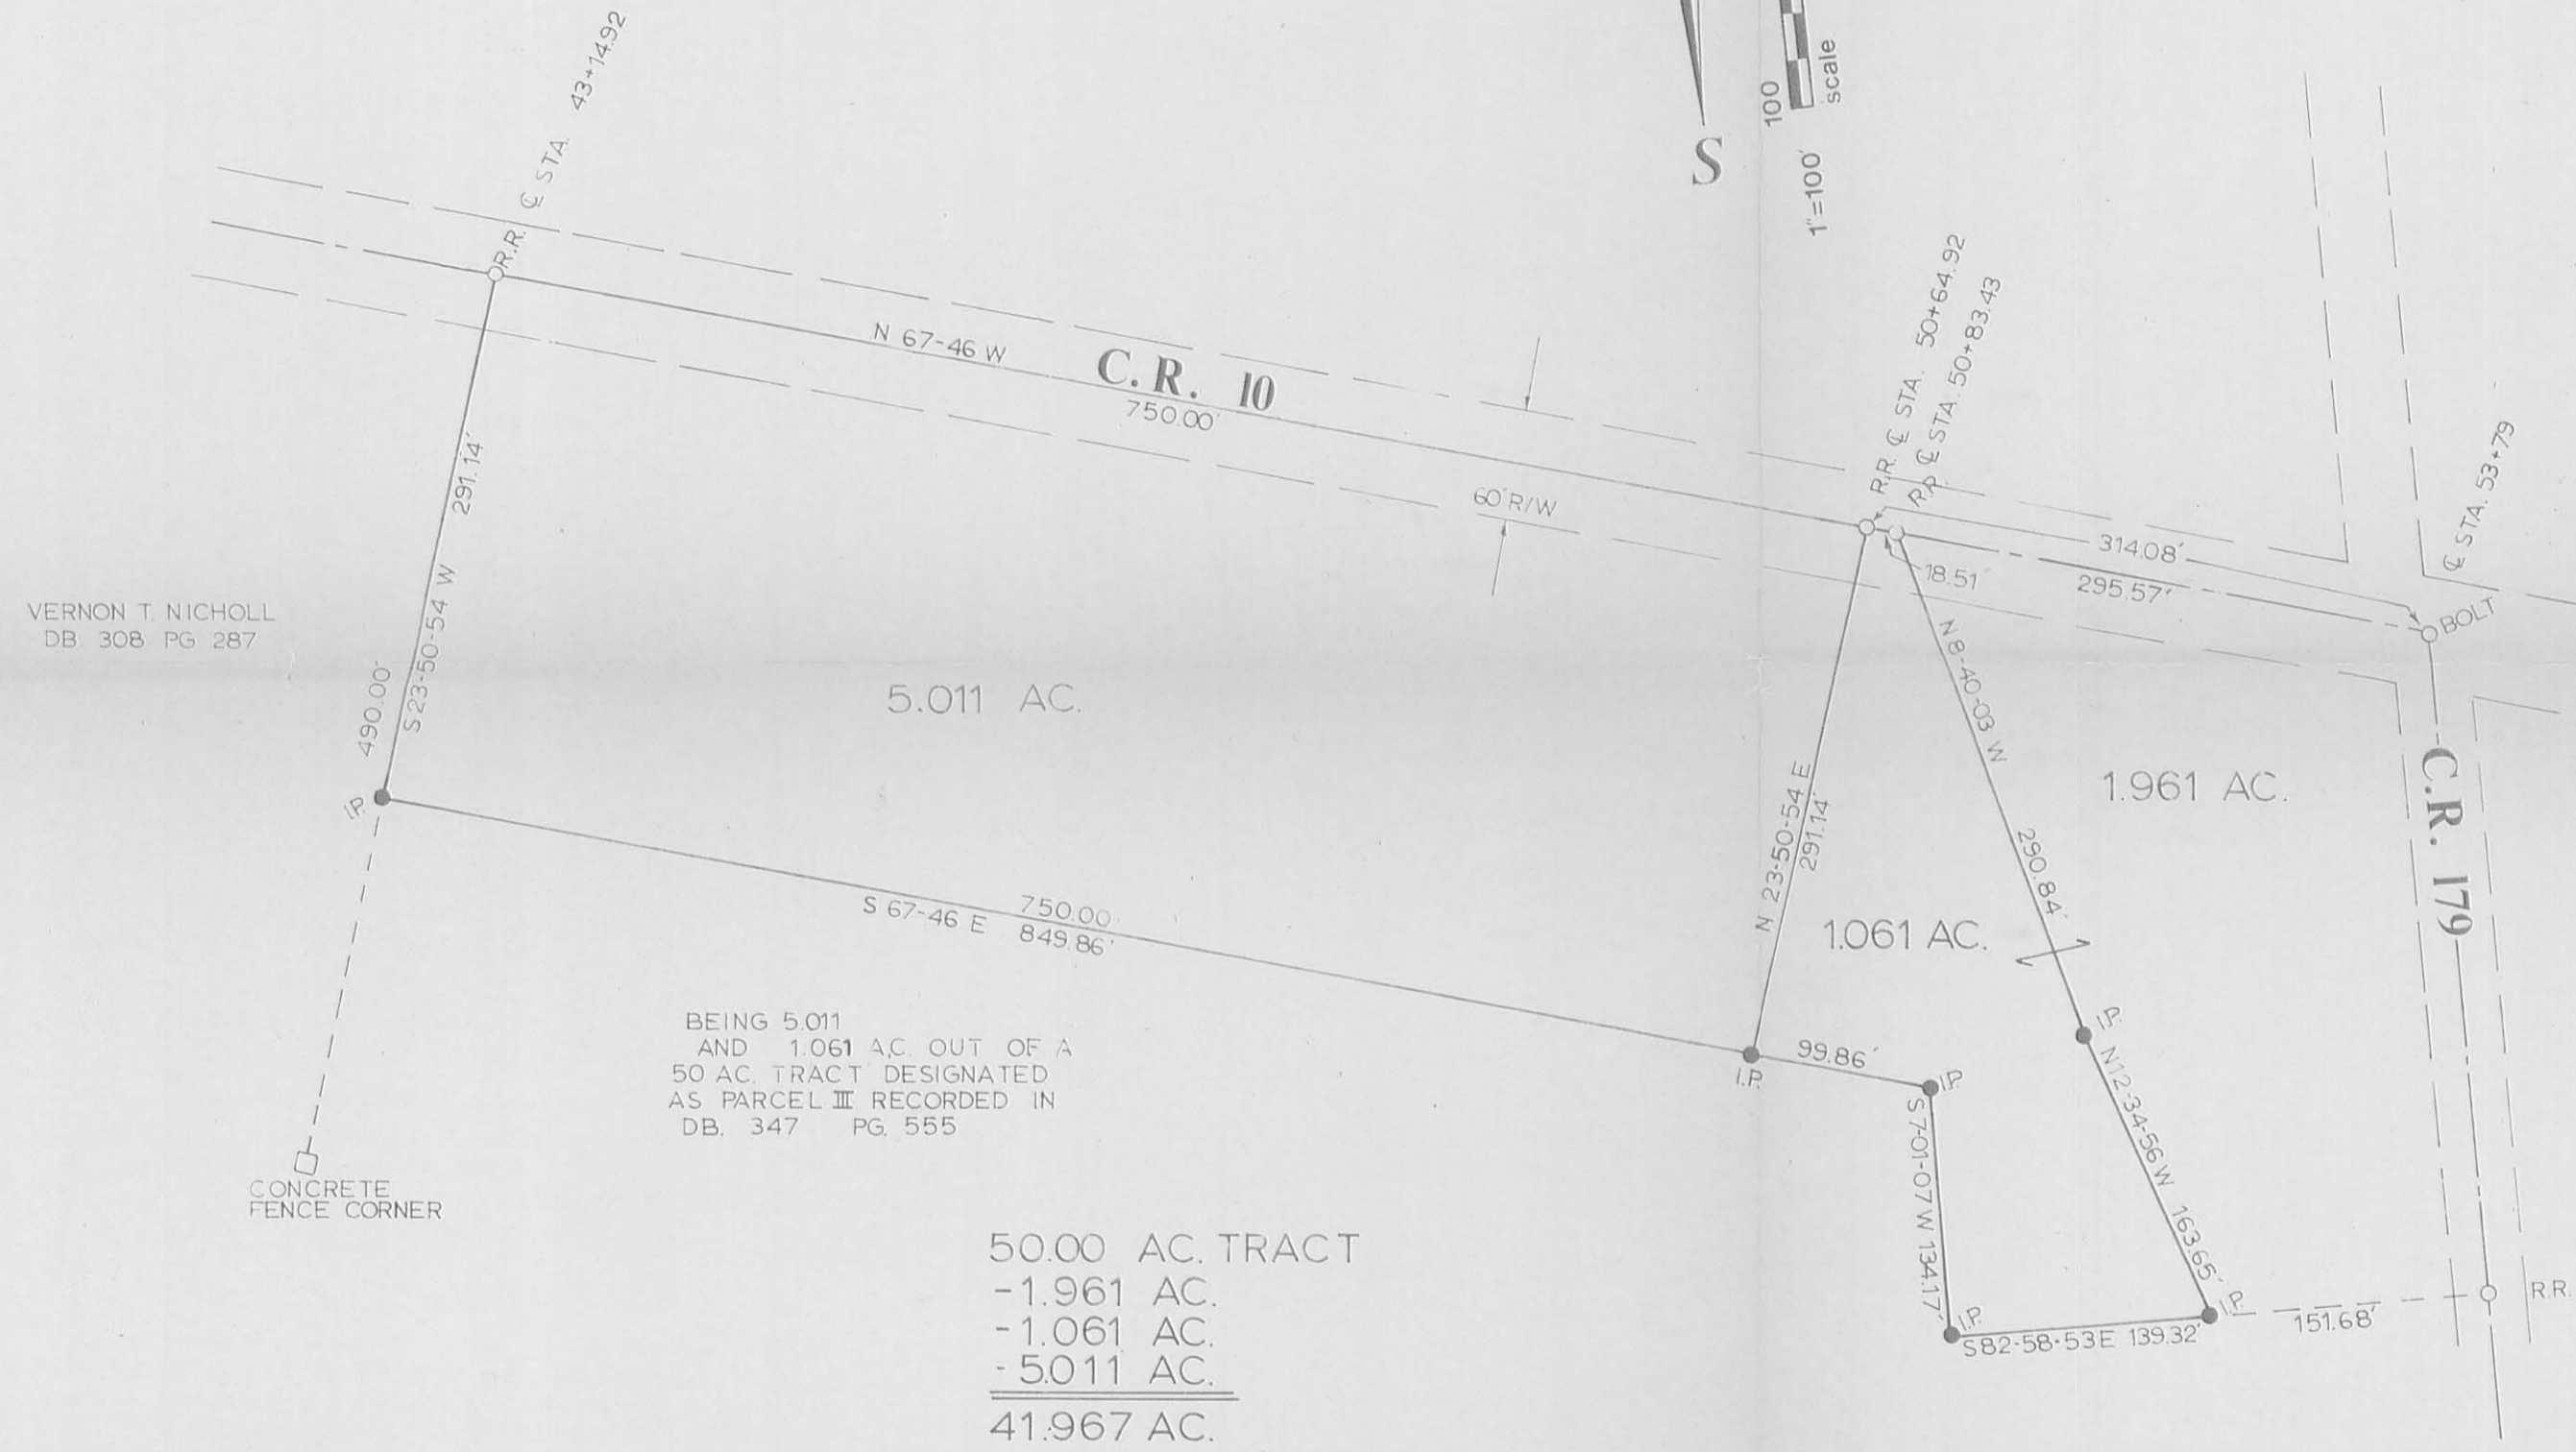 ℄ STA. 43+14.92
R.R.
S
100
scale
1"=100'
N 67-46 W
C.R. 10
750.00'
60' R/W
R.R. ℄ STA. 50+64.92
R.R. ℄ STA. 50+83.43
314.08'
18.51'
295.57'
℄ STA. 53+79
BOLT
VERNON T. NICHOLL
DB 308 PG 287
490.00'
S 23-50-54 W 291.14'
I.P.
5.011 AC.
N 23-50-54 E
291.14'
N 8-40-03 W 290.84'
1.961 AC.
C.R. 179
1.061 AC.
750.00'
S 67-46 E 849.86'
I.P.
99.86'
I.P.
I.P.
S 7-01-07 W 134.17'
N12-34-56 W 163.65'
I.P.
S82-58-53E 139.32'
I.P.
151.68'
R.R.
BEING 5.011
AND 1.061 A,C. OUT OF A
50 AC. TRACT DESIGNATED
AS PARCEL III RECORDED IN
DB. 347 PG. 555
CONCRETE
FENCE CORNER
50.00 AC. TRACT
-1.961 AC.
-1.061 AC.
-5.011 AC.
41.967 AC.